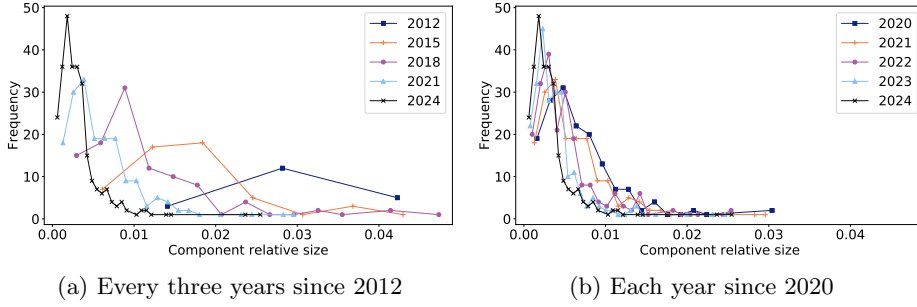 50
40
30
20
10
0
Frequency
0.00 0.01 0.02 0.03 0.04
Component relative size
2012
2015
2018
2021
2024
(a) Every three years since 2012
50
40
30
20
10
0
Frequency
0.00 0.01 0.02 0.03 0.04
Component relative size
2020
2021
2022
2023
2024
(b) Each year since 2020